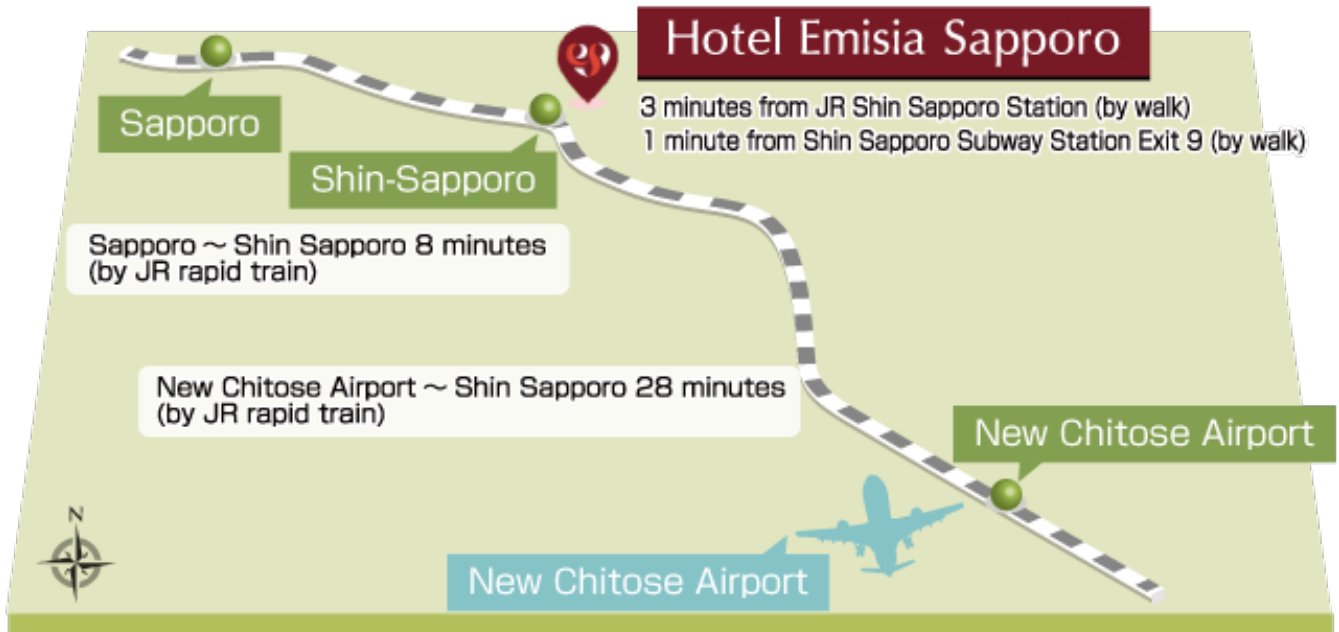 Hotel Emisia Sapporo
3 minutes from JR Shin Sapporo Station (by walk)
1 minute from Shin Sapporo Subway Station Exit 9 (by walk)
Sapporo
Shin-Sapporo
Sapporo ~ Shin Sapporo 8 minutes
(by JR rapid train)
New Chitose Airport ~ Shin Sapporo 28 minutes
(by JR rapid train)
New Chitose Airport
N
New Chitose Airport